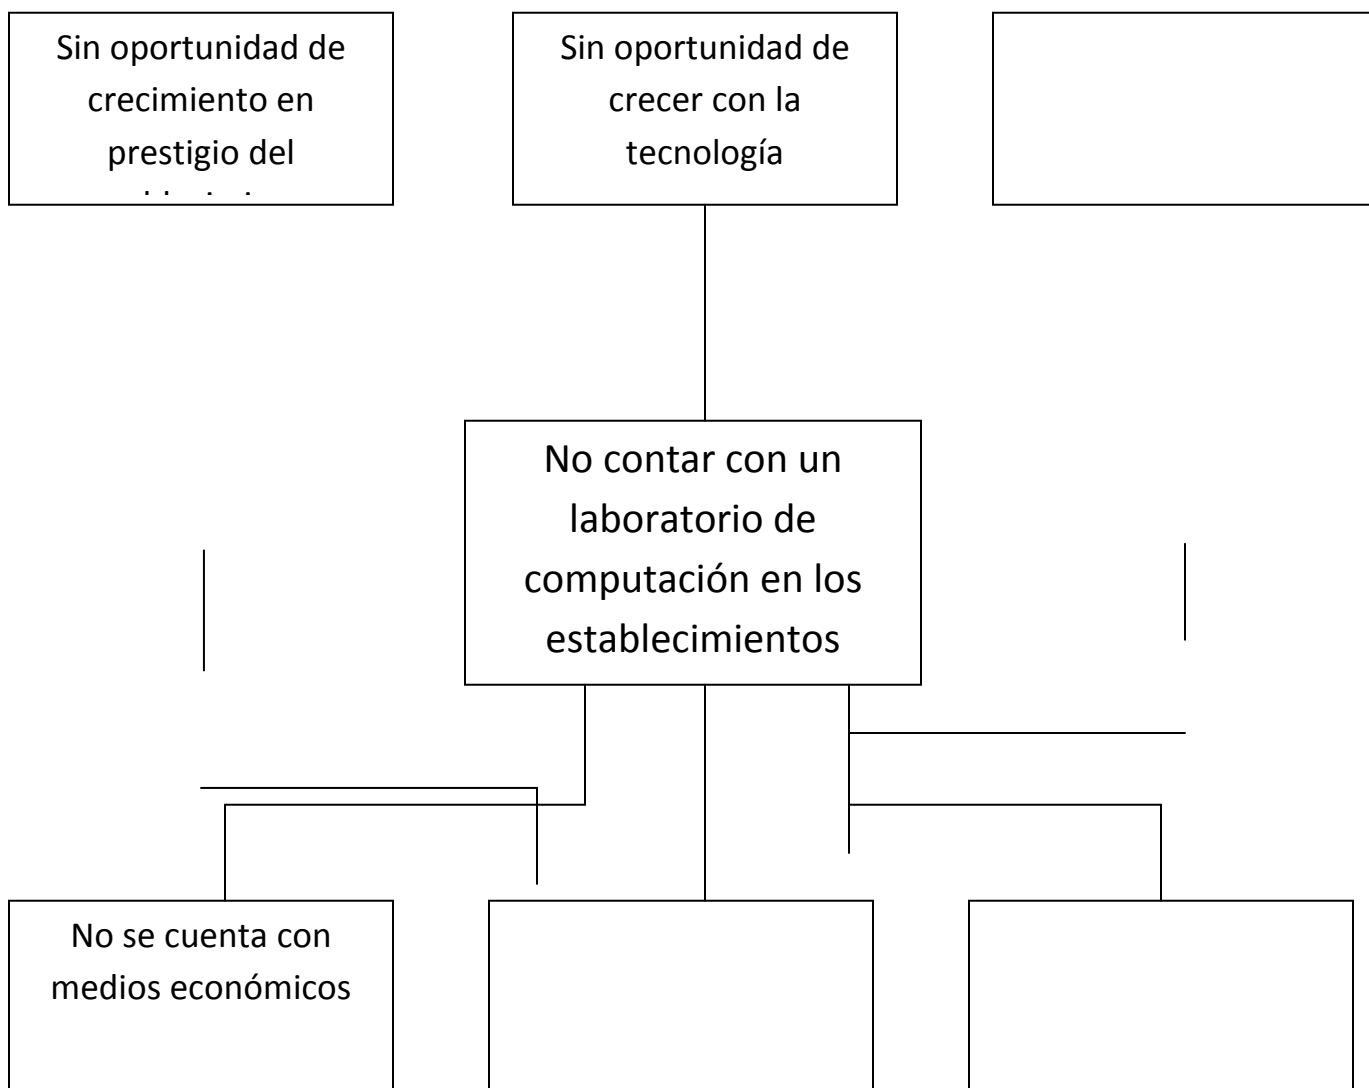 Sin oportunidad de
crecimiento en
prestigio del
Sin oportunidad de
crecer con la
tecnología
No contar con un
laboratorio de
computación en los
establecimientos
No se cuenta con
medios económicos